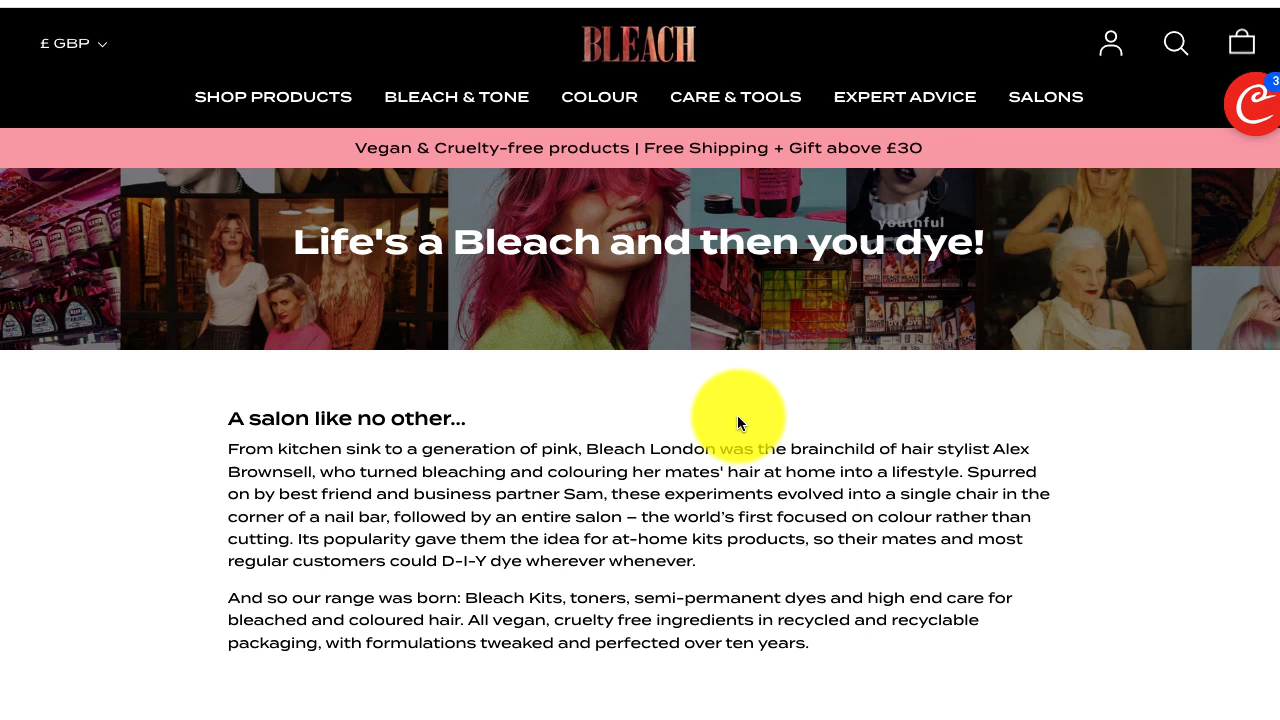 £ GBP
BLEACH
SHOP PRODUCTS BLEACH & TONE COLOUR CARE & TOOLS EXPERT ADVICE SALONS
3
Vegan & Cruelty-free products | Free Shipping + Gift above £30
youthful
Life's a Bleach and then you dye!
A salon like no other...
From kitchen sink to a generation of pink, Bleach London was the brainchild of hair stylist Alex
Brownsell, who turned bleaching and colouring her mates' hair at home into a lifestyle. Spurred
on by best friend and business partner Sam, these experiments evolved into a single chair in the
corner of a nail bar, followed by an entire salon – the world’s first focused on colour rather than
cutting. Its popularity gave them the idea for at-home kits products, so their mates and most
regular customers could D-I-Y dye wherever whenever.
And so our range was born: Bleach Kits, toners, semi-permanent dyes and high end care for
bleached and coloured hair. All vegan, cruelty free ingredients in recycled and recyclable
packaging, with formulations tweaked and perfected over ten years.